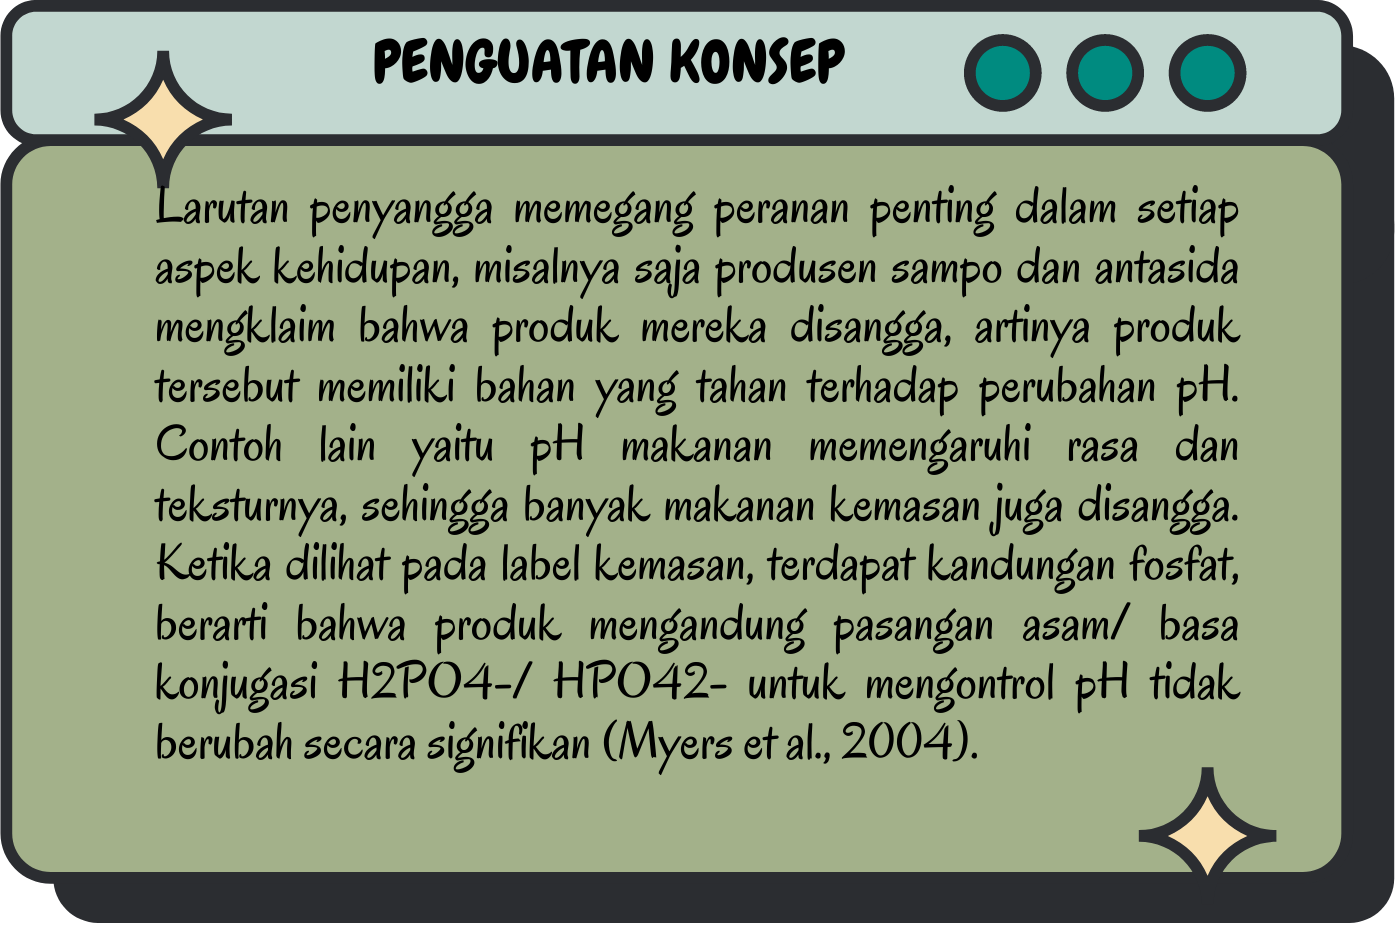 PENGUATAN KONSEP
Larutan penyangga memegang peranan penting dalam setiap
aspek kehidupan, misalnya saja produsen sampo dan antasida
mengklaim bahwa produk mereka disangga, artinya produk
tersebut memiliki bahan yang tahan terhadap perubahan pH.
Contoh lain yaitu pH makanan memengaruhi rasa dan
teksturnya, sehingga banyak makanan kemasan juga disangga.
Ketika dilihat pada label kemasan, terdapat kandungan fosfat,
berarti bahwa produk mengandung pasangan asam/ basa
konjugasi H2PO4-/ HPO42- untuk mengontrol pH tidak
berubah secara signifikan (Myers et al., 2004).